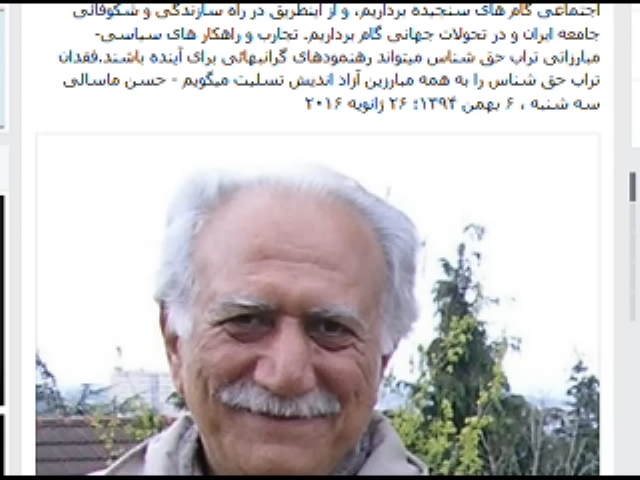 اجتماعی گام های سنجیده برداریم، و از اینطریق در راه سازندگی و شکوفائی
جامعه ایران و در تحولات جهانی گام برداریم. تجارب و راهکار های سیاسی-
مبارزاتی تراب حق شناس میتواند رهنمودهای گرانبهائی برای آینده باشند.فقدان
تراب حق شناس را به همه مبارزین آزاد اندیش تسلیت میگویم - حسن ماسالی
سه شنبه ، ۶ بهمن ۱۳۹۴؛ ۲۶ ژانویه ۲۰۱۶